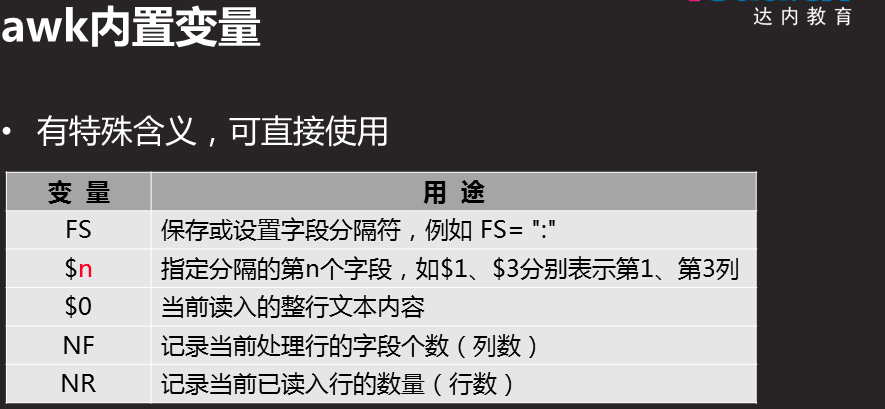 达内教育
awk内置变量
• 有特殊含义，可直接使用
变 量 用 途
FS 保存或设置字段分隔符，例如 FS= ":"
$n 指定分隔的第n个字段，如$1、$3分别表示第1、第3列
$0 当前读入的整行文本内容
NF 记录当前处理行的字段个数（列数）
NR 记录当前已读入行的数量（行数）